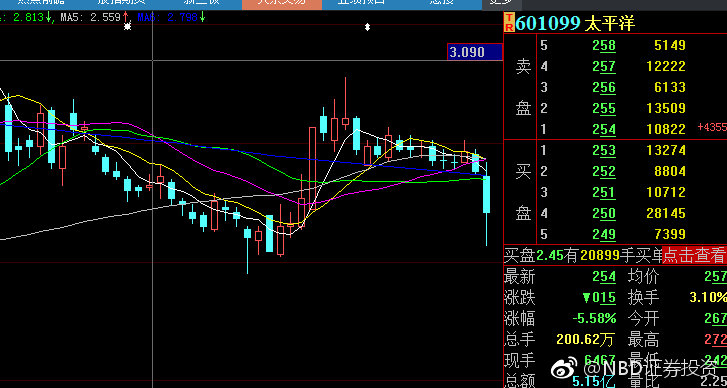 2.813↓, MA5: 2.559↑, MA6: 2.798↓
3.090
TR 601099 太平洋
卖盘
5 258 5149
4 257 12222
3 256 6133
2 255 13509
1 254 10822 +4355
买盘
1 253 13274
2 252 8804
3 251 10712
4 250 28145
5 249 7399
买盘2.45有20899手买单点击查看
最新 254 均价 257
涨跌 ▼015 换手 3.10%
涨幅 -5.58% 今开 267
总手 200.62万 最高 272
现手 6467 最低 242
总额 5.15亿 量比 2.25
@NBD证券投资